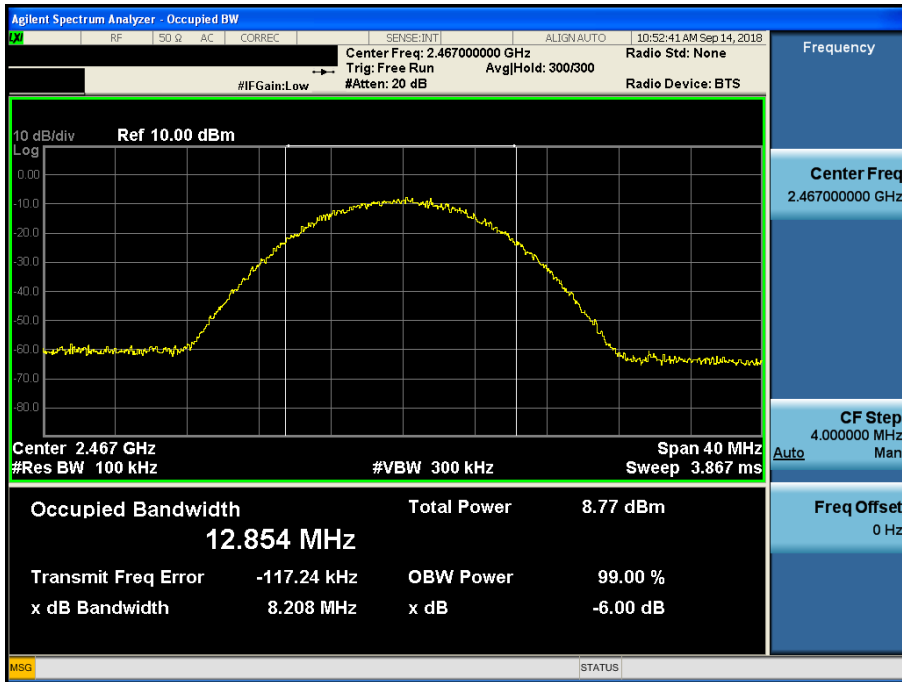 Agilent Spectrum Analyzer - Occupied BW
LXI RF 50 Ω AC CORREC SENSE:INT ALIGN AUTO 10:52:41 AM Sep 14, 2018
Center Freq: 2.467000000 GHz Radio Std: None
Trig: Free Run Avg|Hold: 300/300
#IFGain:Low #Atten: 20 dB Radio Device: BTS
10 dB/div Ref 10.00 dBm
Log
0.00
-10.0
-20.0
-30.0
-40.0
-50.0
-60.0
-70.0
-80.0
Center 2.467 GHz Span 40 MHz
#Res BW 100 kHz #VBW 300 kHz Sweep 3.867 ms
Occupied Bandwidth Total Power 8.77 dBm
12.854 MHz
Transmit Freq Error -117.24 kHz OBW Power 99.00 %
x dB Bandwidth 8.208 MHz x dB -6.00 dB
MSG STATUS
Frequency
Center Freq
2.467000000 GHz
CF Step
4.000000 MHz
Auto Man
Freq Offset
0 Hz